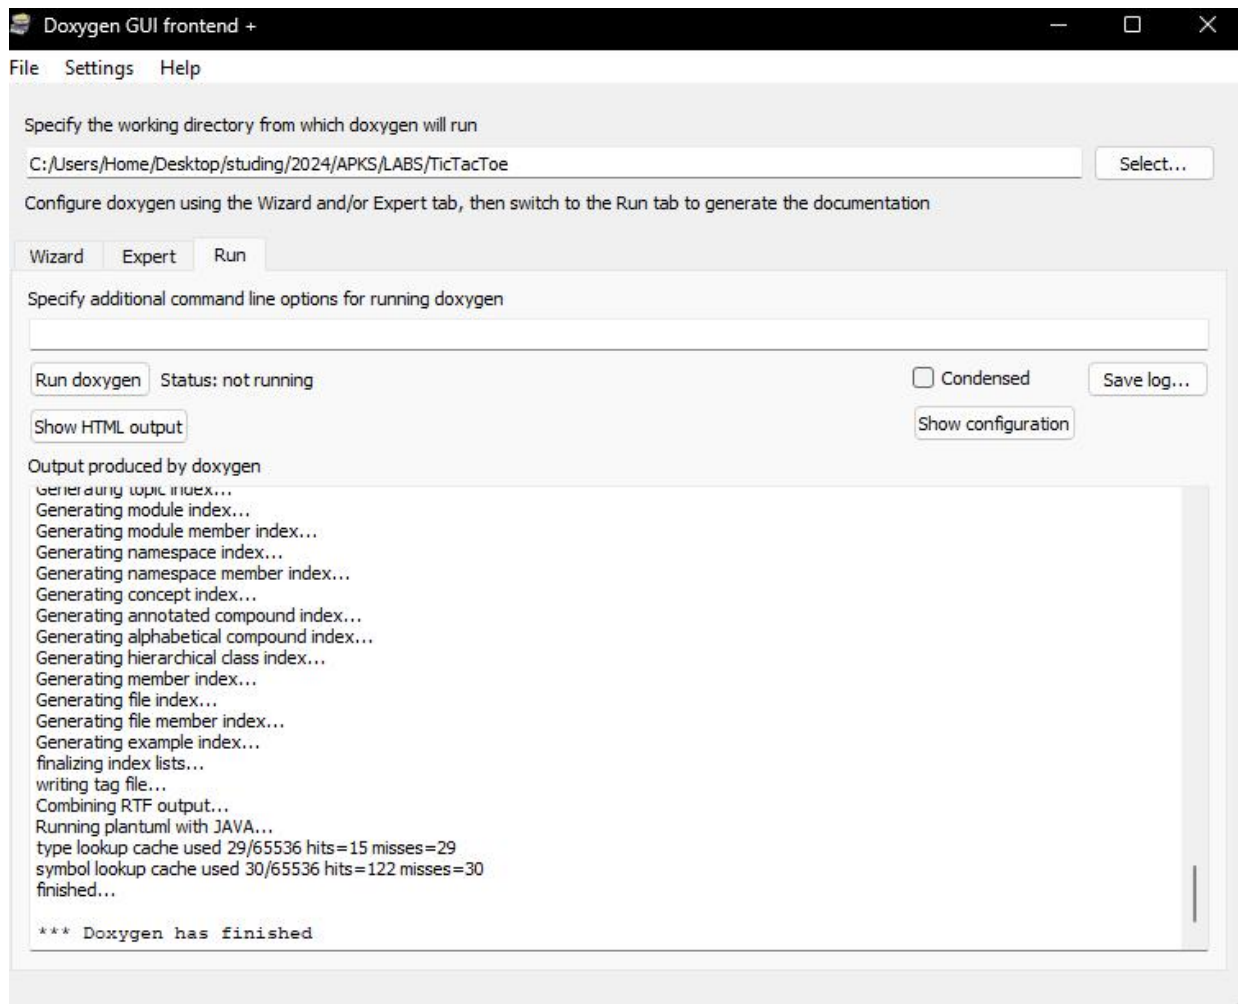 Doxygen GUI frontend +
File Settings Help
Specify the working directory from which doxygen will run
C:/Users/Home/Desktop/studing/2024/APKS/LABS/TicTacToe Select...
Configure doxygen using the Wizard and/or Expert tab, then switch to the Run tab to generate the documentation
Wizard Expert Run
Specify additional command line options for running doxygen
Run doxygen Status: not running Condensed Save log...
Show HTML output Show configuration
Output produced by doxygen
Generating topic index...
Generating module index...
Generating module member index...
Generating namespace index...
Generating namespace member index...
Generating concept index...
Generating annotated compound index...
Generating alphabetical compound index...
Generating hierarchical class index...
Generating member index...
Generating file index...
Generating file member index...
Generating example index...
finalizing index lists...
writing tag file...
Combining RTF output...
Running plantuml with JAVA...
type lookup cache used 29/65536 hits=15 misses=29
symbol lookup cache used 30/65536 hits=122 misses=30
finished...
*** Doxygen has finished